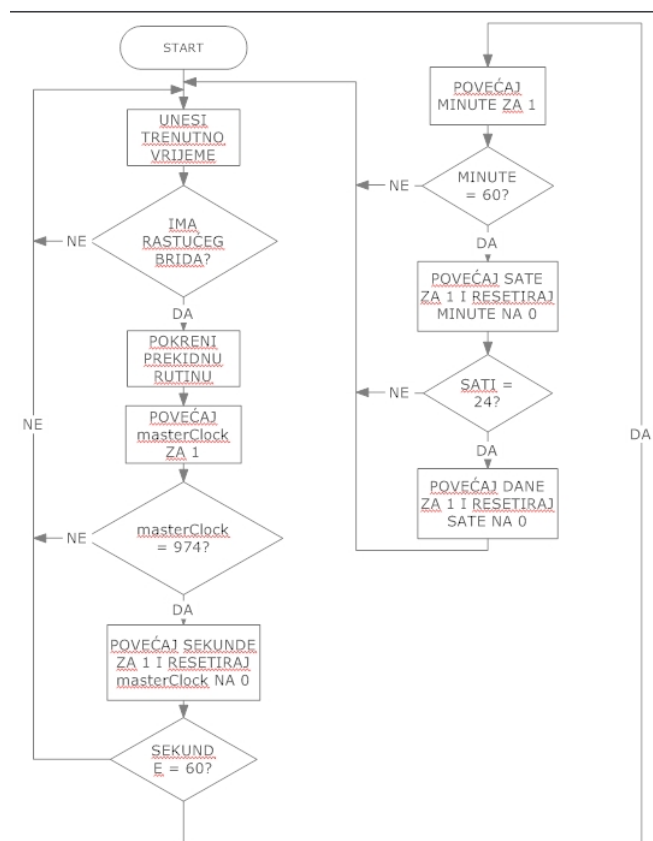 START
UNESI
TRENUTNO
VRIJEME
IMA
RASTUĆEG
BRIDA?
NE
DA
POKRENI
PREKIDNU
RUTINU
POVEĆAJ
masterClock
ZA 1
NE
masterClock
= 974?
NE
DA
POVEĆAJ SEKUNDE
ZA 1 I RESETIRAJ
masterClock NA 0
SEKUND
E = 60?
POVEĆAJ
MINUTE ZA 1
MINUTE
= 60?
NE
DA
POVEĆAJ SATE
ZA 1 I RESETIRAJ
MINUTE NA 0
SATI =
24?
NE
DA
POVEĆAJ DANE
ZA 1 I RESETIRAJ
SATE NA 0
DA